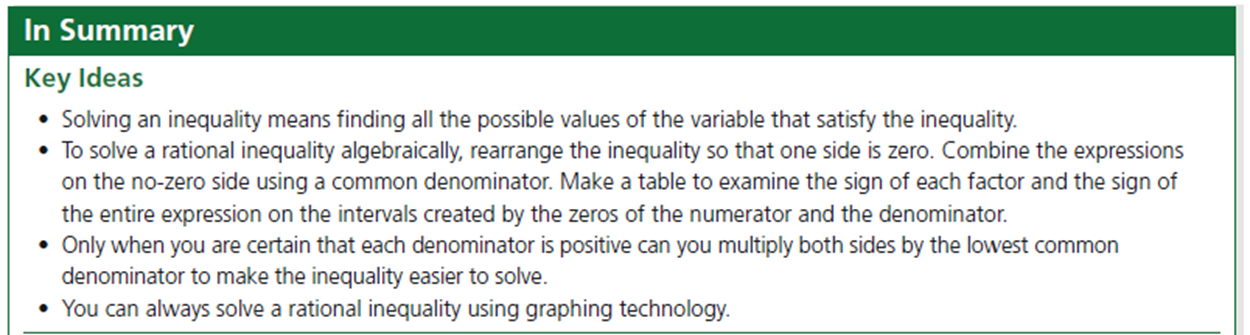 In Summary
Key Ideas
• Solving an inequality means finding all the possible values of the variable that satisfy the inequality.
• To solve a rational inequality algebraically, rearrange the inequality so that one side is zero. Combine the expressions
on the no-zero side using a common denominator. Make a table to examine the sign of each factor and the sign of
the entire expression on the intervals created by the zeros of the numerator and the denominator.
• Only when you are certain that each denominator is positive can you multiply both sides by the lowest common
denominator to make the inequality easier to solve.
• You can always solve a rational inequality using graphing technology.